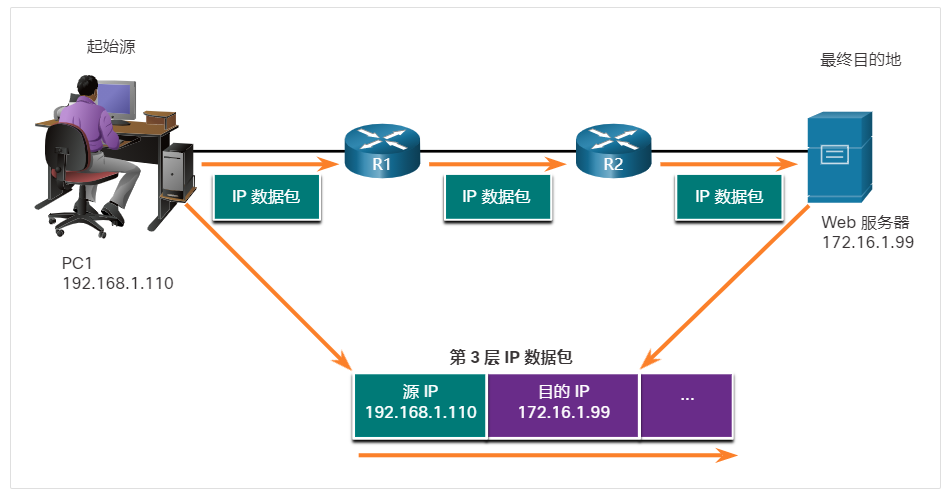 起始源
最终目的地
R1
R2
IP 数据包
IP 数据包
IP 数据包
PC1
192.168.1.110
Web 服务器
172.16.1.99
第 3 层 IP 数据包
源 IP
192.168.1.110
目的 IP
172.16.1.99
...